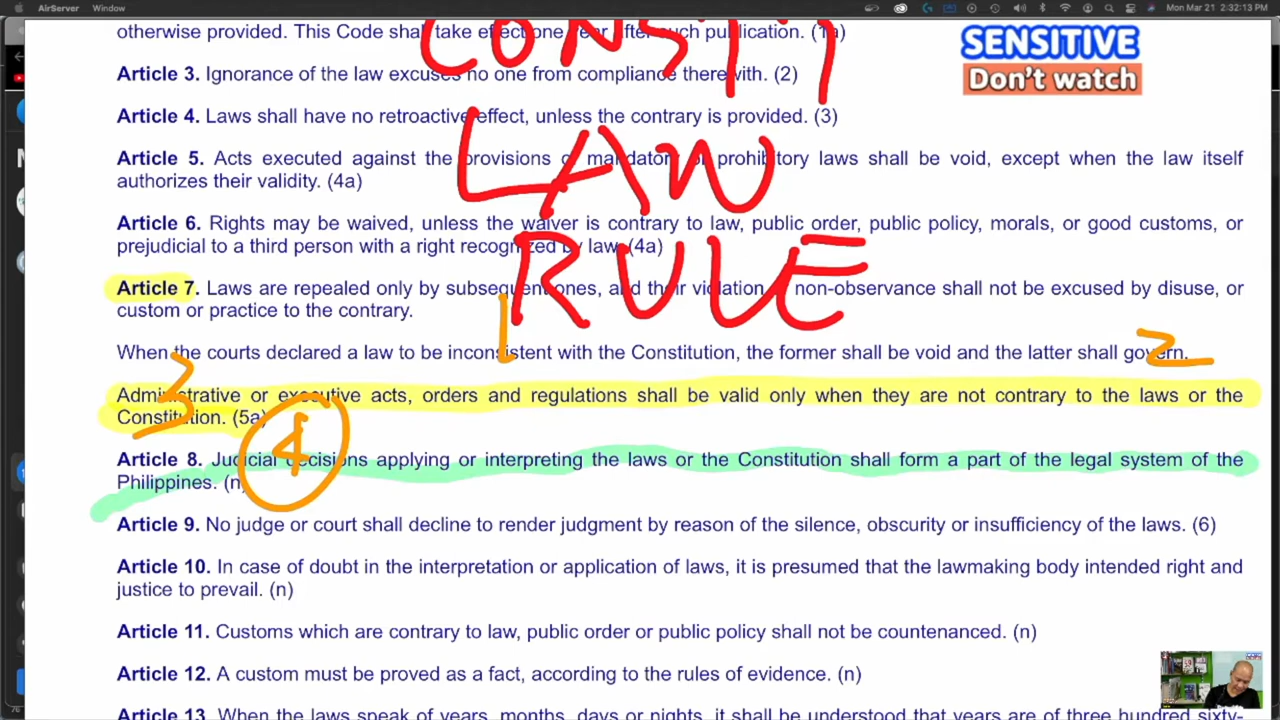 AirServer Window Mon Mar 21 2:32:13 PM
otherwise provided. This Code shall take effect one year after such publication. (1a)
CONSTI
SENSITIVE
Don't watch
Article 3. Ignorance of the law excuses no one from compliance therewith. (2)
Article 4. Laws shall have no retroactive effect, unless the contrary is provided. (3)
LAW
Article 5. Acts executed against the provisions of mandatory or prohibitory laws shall be void, except when the law itself
authorizes their validity. (4a)
Article 6. Rights may be waived, unless the waiver is contrary to law, public order, public policy, morals, or good customs, or
prejudicial to a third person with a right recognized by law. (4a)
RULE
Article 7. Laws are repealed only by subsequent ones, and their violation or non-observance shall not be excused by disuse, or
custom or practice to the contrary.
1
2
When the courts declared a law to be inconsistent with the Constitution, the former shall be void and the latter shall govern.
3
Administrative or executive acts, orders and regulations shall be valid only when they are not contrary to the laws or the
Constitution. (5a)
4
Article 8. Judicial decisions applying or interpreting the laws or the Constitution shall form a part of the legal system of the
Philippines. (n)
Article 9. No judge or court shall decline to render judgment by reason of the silence, obscurity or insufficiency of the laws. (6)
Article 10. In case of doubt in the interpretation or application of laws, it is presumed that the lawmaking body intended right and
justice to prevail. (n)
Article 11. Customs which are contrary to law, public order or public policy shall not be countenanced. (n)
Article 12. A custom must be proved as a fact, according to the rules of evidence. (n)
Article 13. When the laws speak of years, months, days or nights, it shall be understood that years are of three hundred sixty-